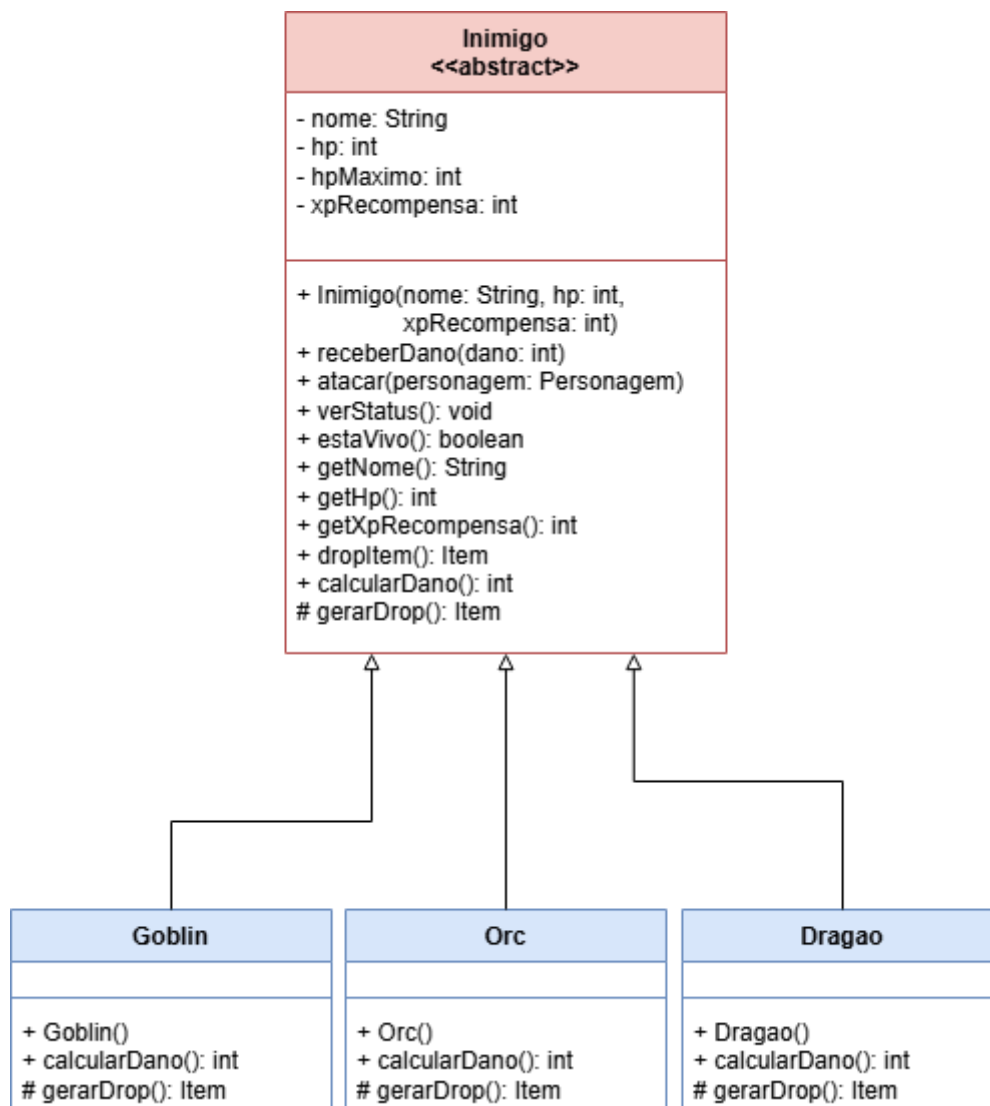 Inimigo
<<abstract>>
- nome: String
- hp: int
- hpMaximo: int
- xpRecompensa: int
+ Inimigo(nome: String, hp: int,
xpRecompensa: int)
+ receberDano(dano: int)
+ atacar(personagem: Personagem)
+ verStatus(): void
+ estaVivo(): boolean
+ getNome(): String
+ getHp(): int
+ getXpRecompensa(): int
+ dropItem(): Item
+ calcularDano(): int
# gerarDrop(): Item
Goblin
+ Goblin()
+ calcularDano(): int
# gerarDrop(): Item
Orc
+ Orc()
+ calcularDano(): int
# gerarDrop(): Item
Dragao
+ Dragao()
+ calcularDano(): int
# gerarDrop(): Item